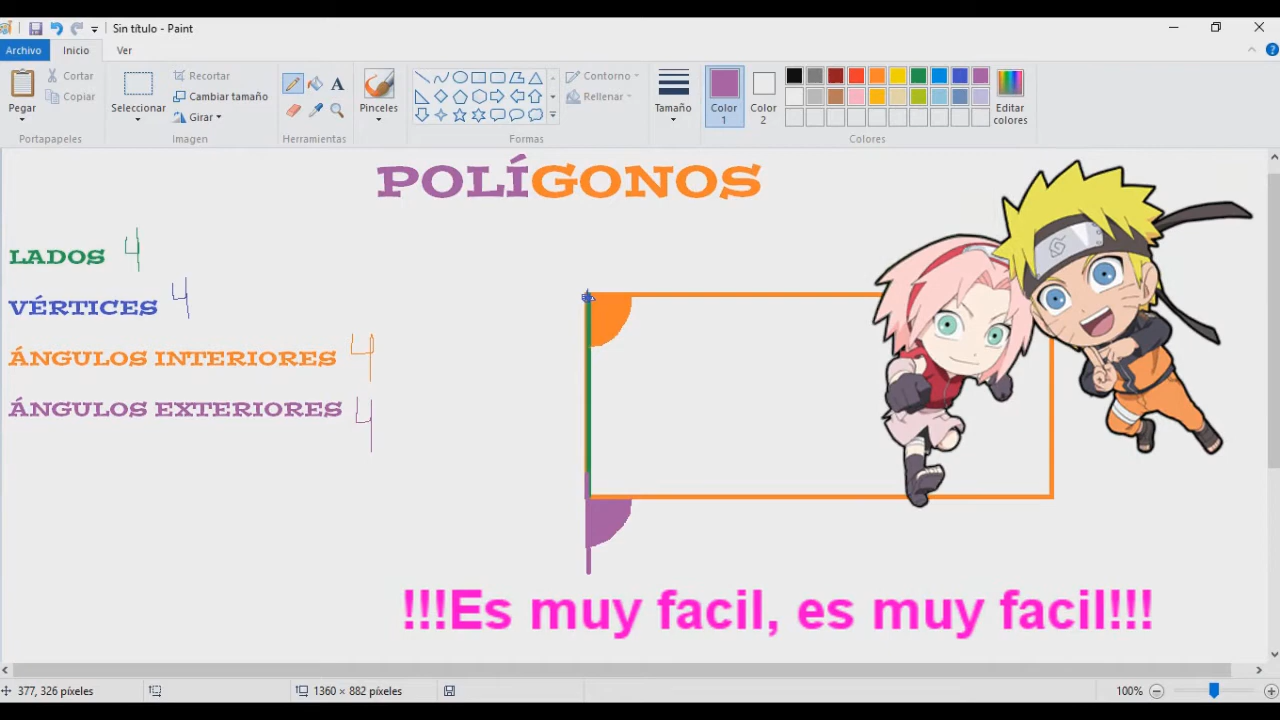 Sin título - Paint
Archivo Inicio Ver
Pegar
Cortar
Copiar
Portapapeles
Seleccionar
Recortar
Cambiar tamaño
Girar
Imagen
A
Herramientas
Pinceles
Contorno
Rellenar
Formas
Tamaño
Color 1
Color 2
Editar colores
Colores
POLÍGONOS
LADOS 4
VÉRTICES 4
ÁNGULOS INTERIORES 4
ÁNGULOS EXTERIORES 4
!!!Es muy facil, es muy facil!!!
377, 326 píxeles
1360 × 882 píxeles
100%